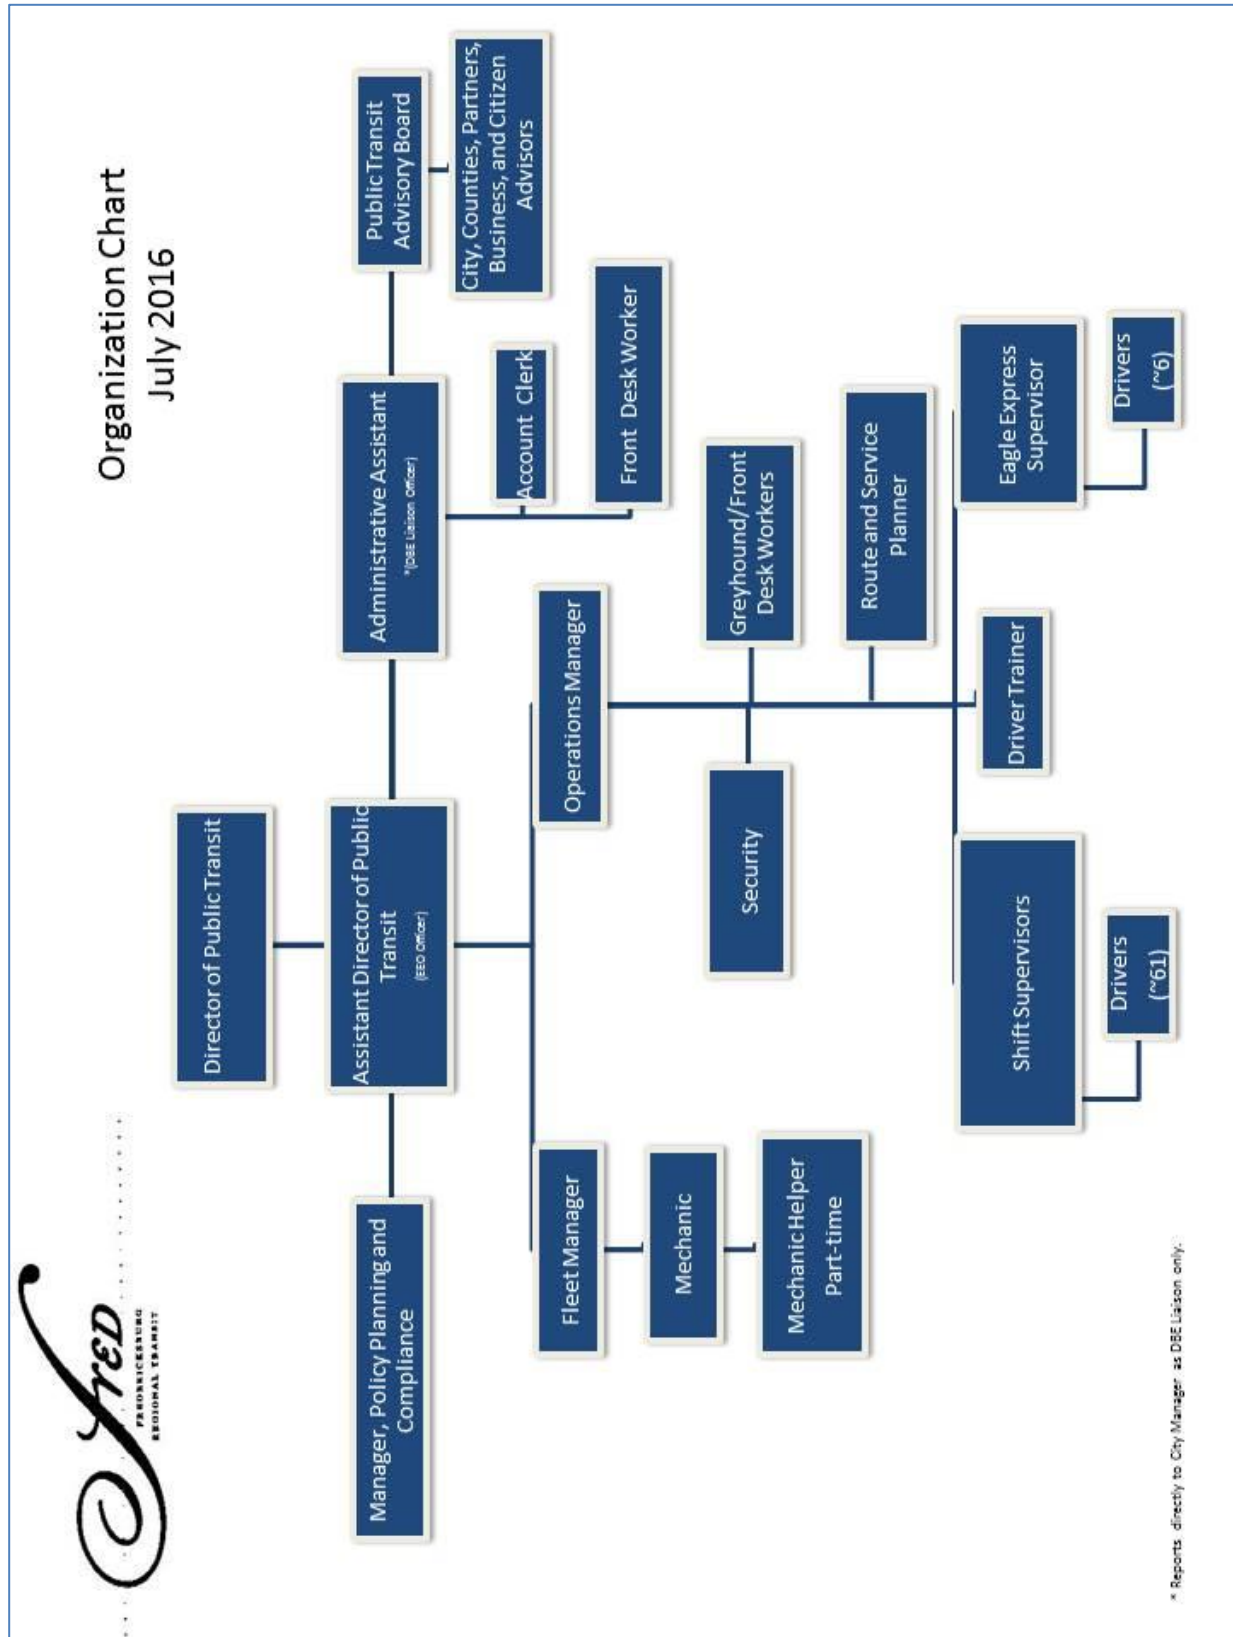 fRED
FREDERICKSBURG
REGIONAL TRANSIT
Organization Chart
July 2016
Director of Public Transit
Manager, Policy Planning and
Compliance
Assistant Director of Public
Transit
(EEO Officer)
Administrative Assistant
*(DBE Liaison Officer)
Public Transit
Advisory Board
City, Counties, Partners,
Business, and Citizen
Advisors
Account Clerk
Front Desk Worker
Fleet Manager
Operations Manager
Mechanic
Mechanic Helper
Part-time
Security
Greyhound/Front
Desk Workers
Route and Service
Planner
Shift Supervisors
Driver Trainer
Eagle Express
Supervisor
Drivers
(~61)
Drivers
(~6)
* Reports directly to City Manager as DBE Liaison only.